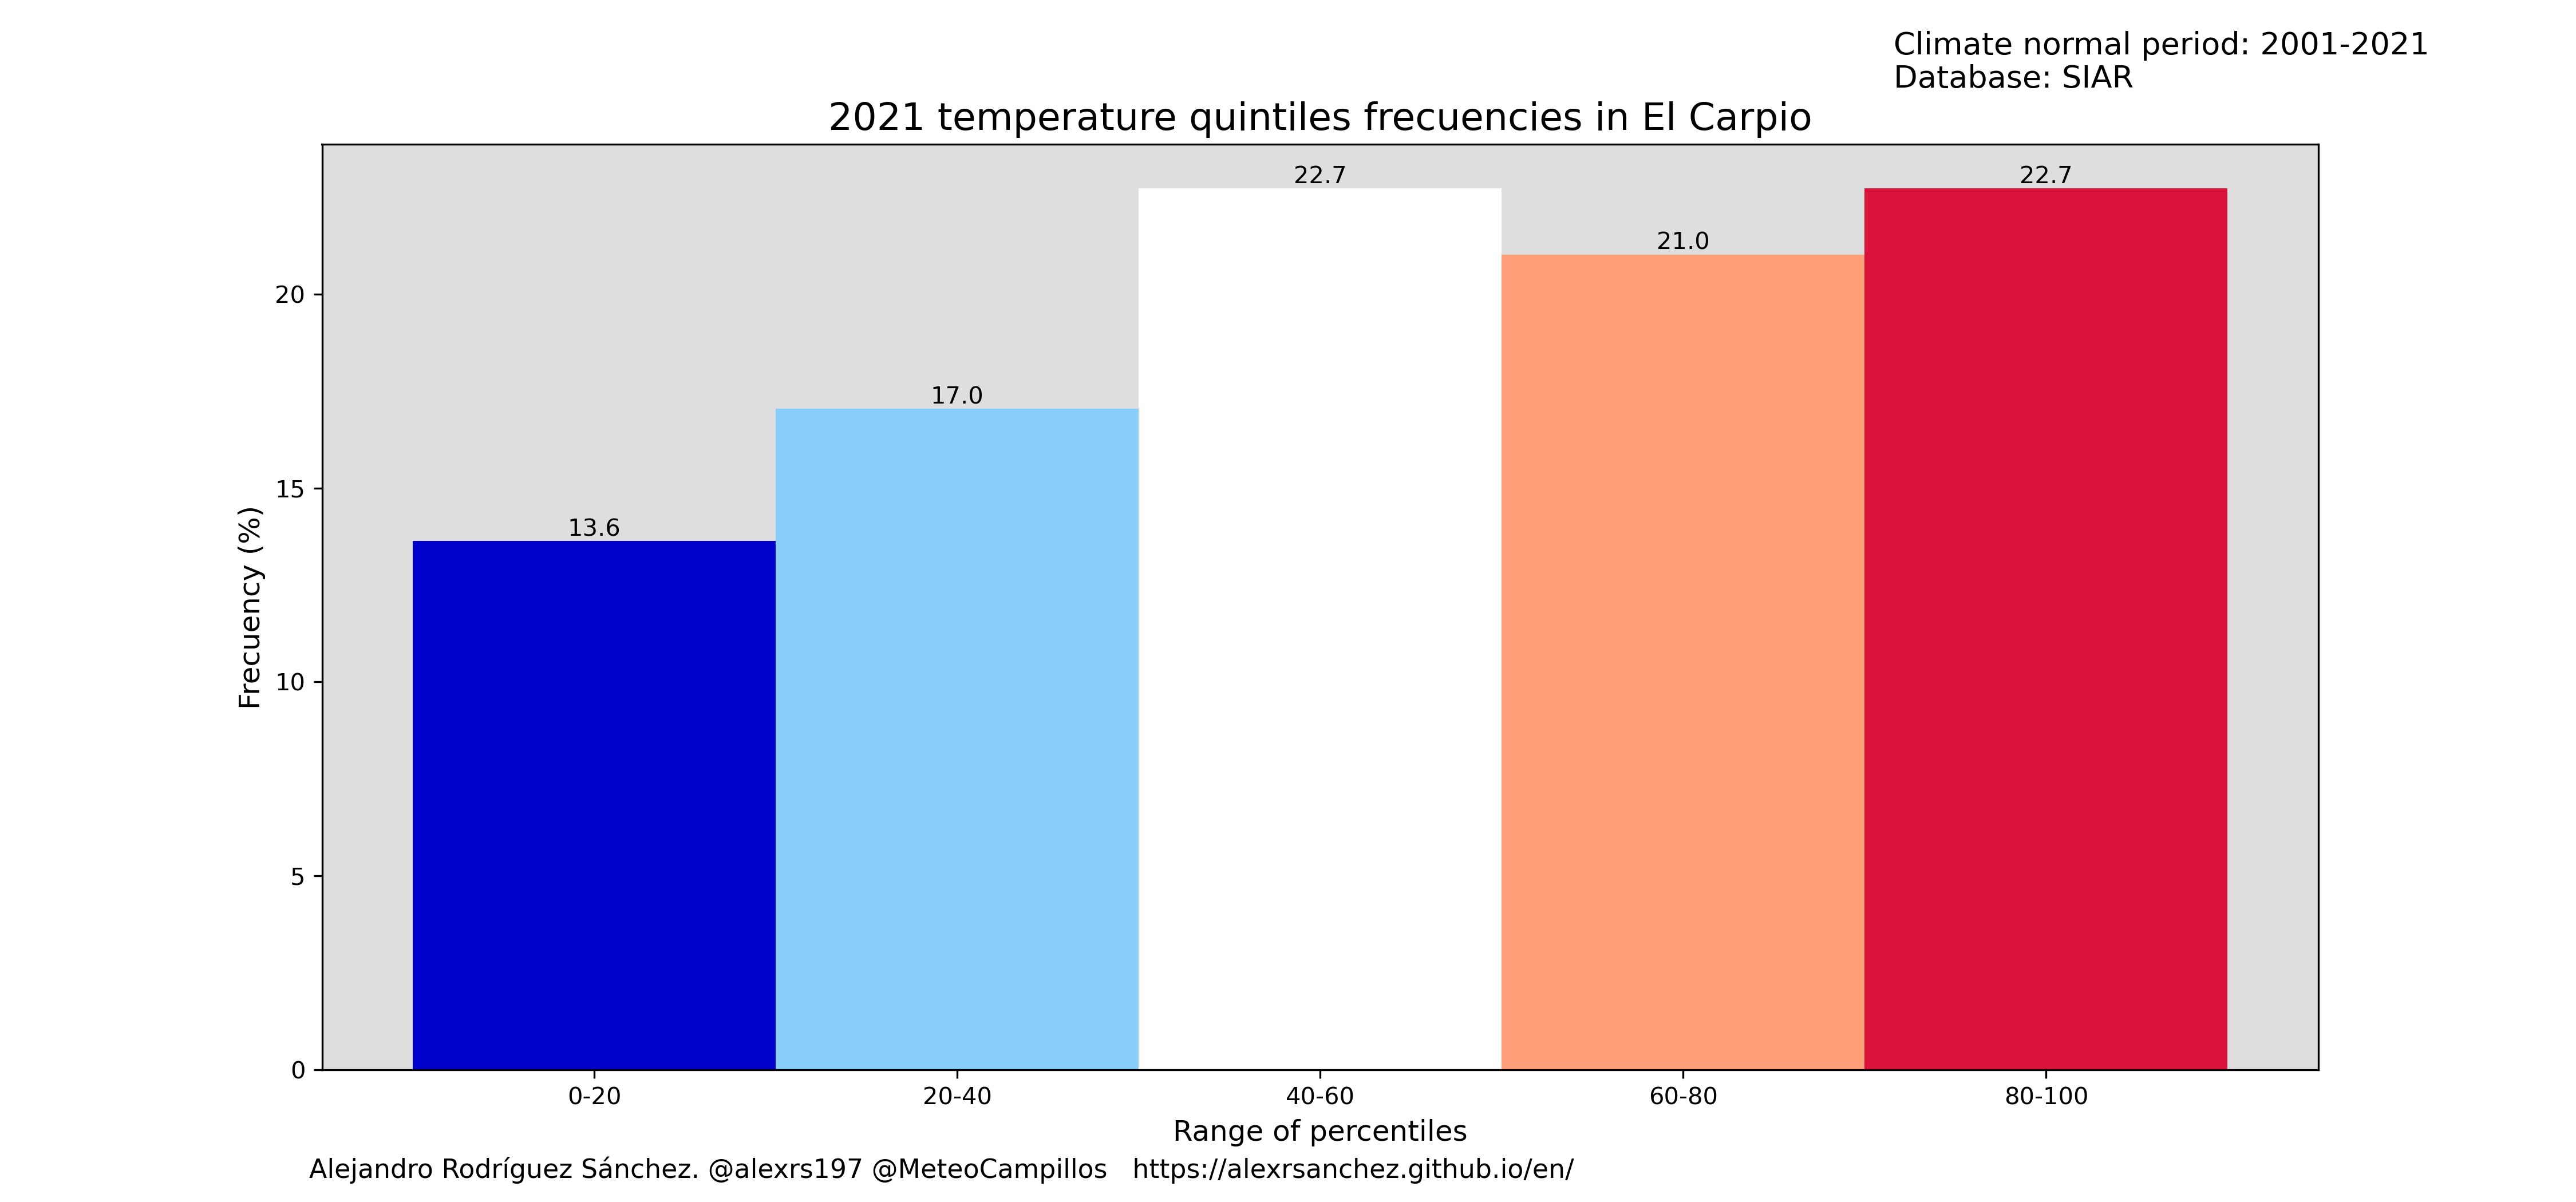 Climate normal period: 2001-2021
Database: SIAR
2021 temperature quintiles frecuencies in El Carpio
22.7
22.7
21.0
20
17.0
15
13.6
Frecuency (%)
10
5
0
0-20
20-40
40-60
60-80
80-100
Range of percentiles
Alejandro Rodríguez Sánchez. @alexrs197 @MeteoCampillos https://alexrsanchez.github.io/en/